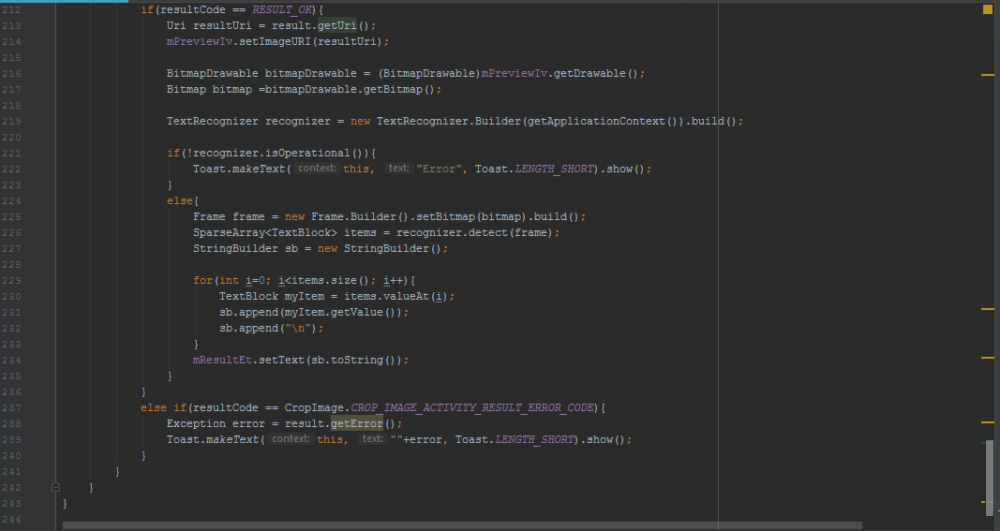 212 if(resultCode == RESULT_OK){
213 Uri resultUri = result.getUri();
214 mPreviewIv.setImageURI(resultUri);
215
216 BitmapDrawable bitmapDrawable = (BitmapDrawable)mPreviewIv.getDrawable();
217 Bitmap bitmap =bitmapDrawable.getBitmap();
218
219 TextRecognizer recognizer = new TextRecognizer.Builder(getApplicationContext()).build();
220
221 if(!recognizer.isOperational()){
222 Toast.makeText( context: this, text: "Error", Toast.LENGTH_SHORT).show();
223 }
224 else{
225 Frame frame = new Frame.Builder().setBitmap(bitmap).build();
226 SparseArray<TextBlock> items = recognizer.detect(frame);
227 StringBuilder sb = new StringBuilder();
228
229 for(int i=0; i<items.size(); i++){
230 TextBlock myItem = items.valueAt(i);
231 sb.append(myItem.getValue());
232 sb.append("\n");
233 }
234 mResultEt.setText(sb.toString());
235 }
236 }
237 else if(resultCode == CropImage.CROP_IMAGE_ACTIVITY_RESULT_ERROR_CODE){
238 Exception error = result.getError();
239 Toast.makeText( context: this, text: ""+error, Toast.LENGTH_SHORT).show();
240 }
241 }
242 }
243 }
244